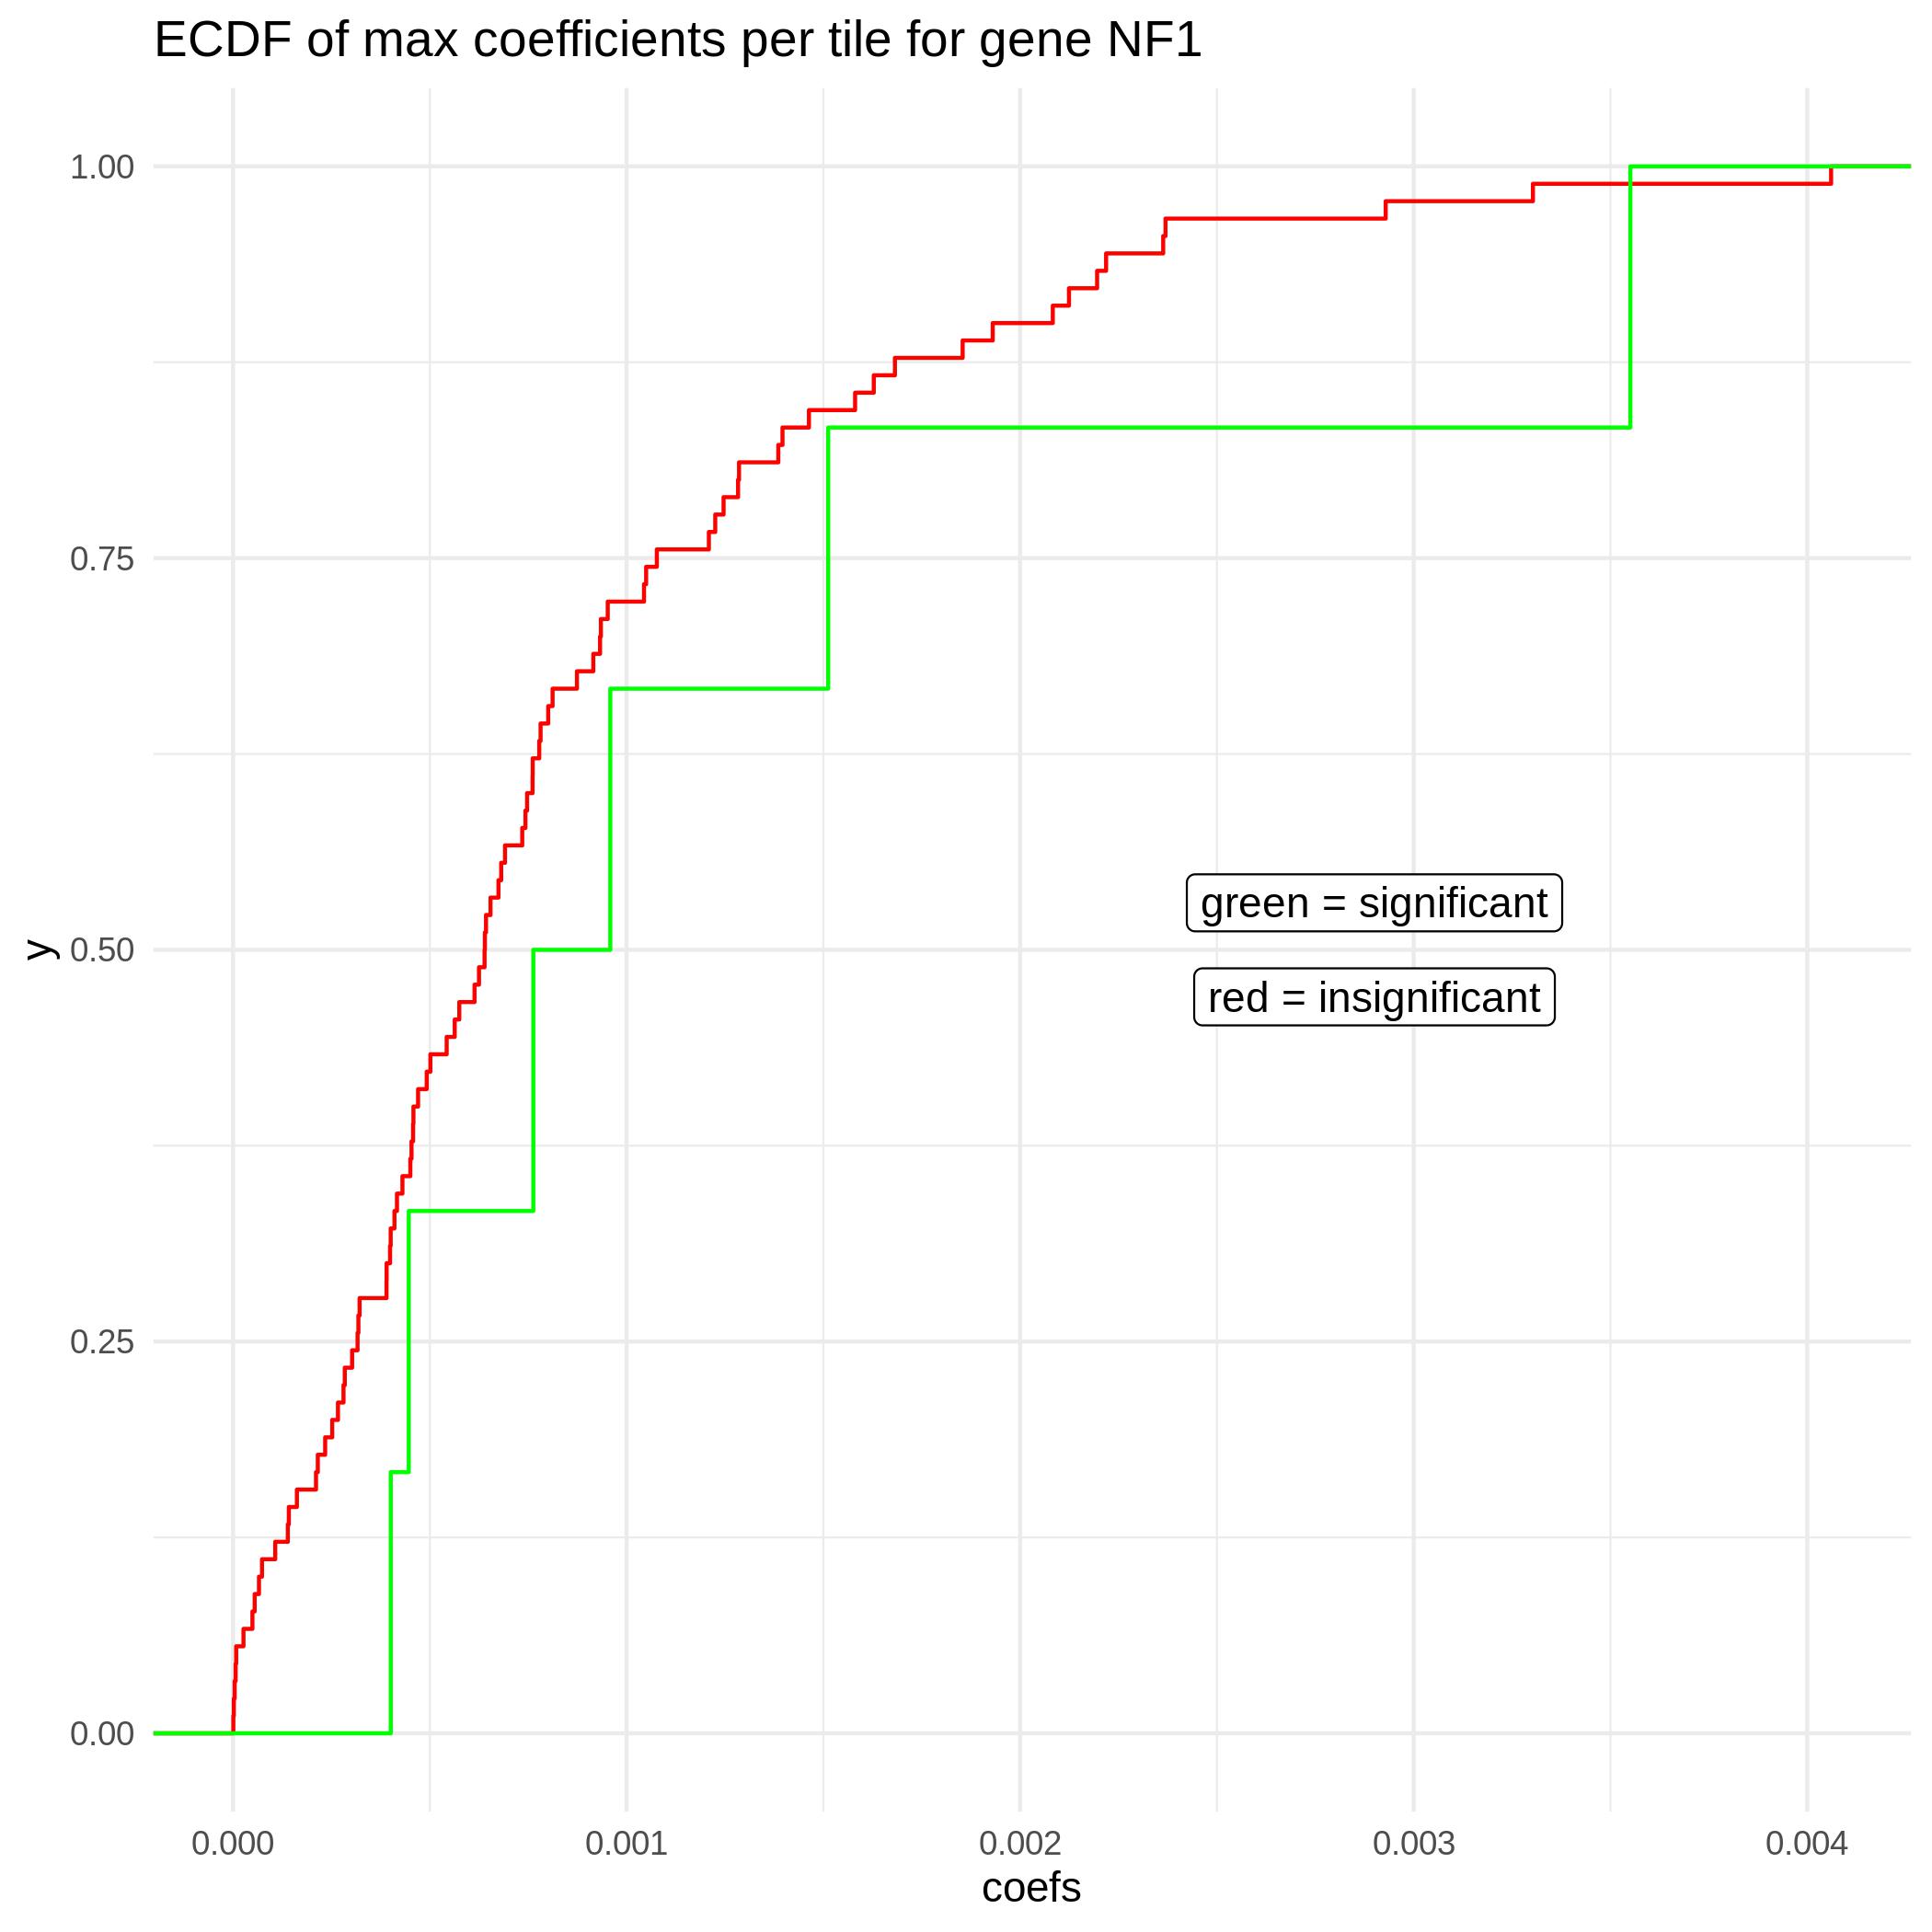 ECDF of max coefficients per tile for gene NF1
1.00
0.75
0.50
0.25
0.00
y
green = significant
red = insignificant
0.000 0.001 0.002 0.003 0.004
coefs